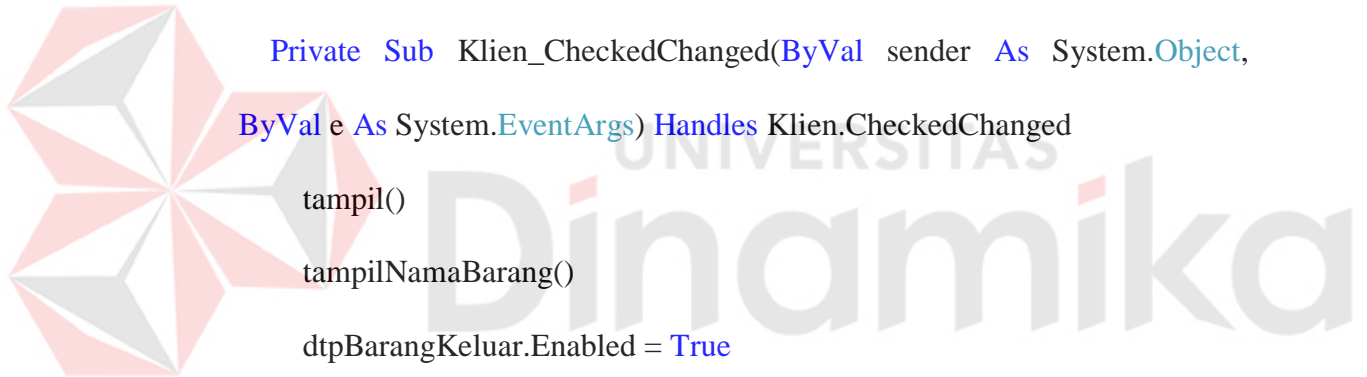 Private Sub Klien_CheckedChanged(ByVal sender As System.Object,
ByVal e As System.EventArgs) Handles Klien.CheckedChanged
UNIVERSITAS
Dinamika
tampil()
tampilNamaBarang()
dtpBarangKeluar.Enabled = True